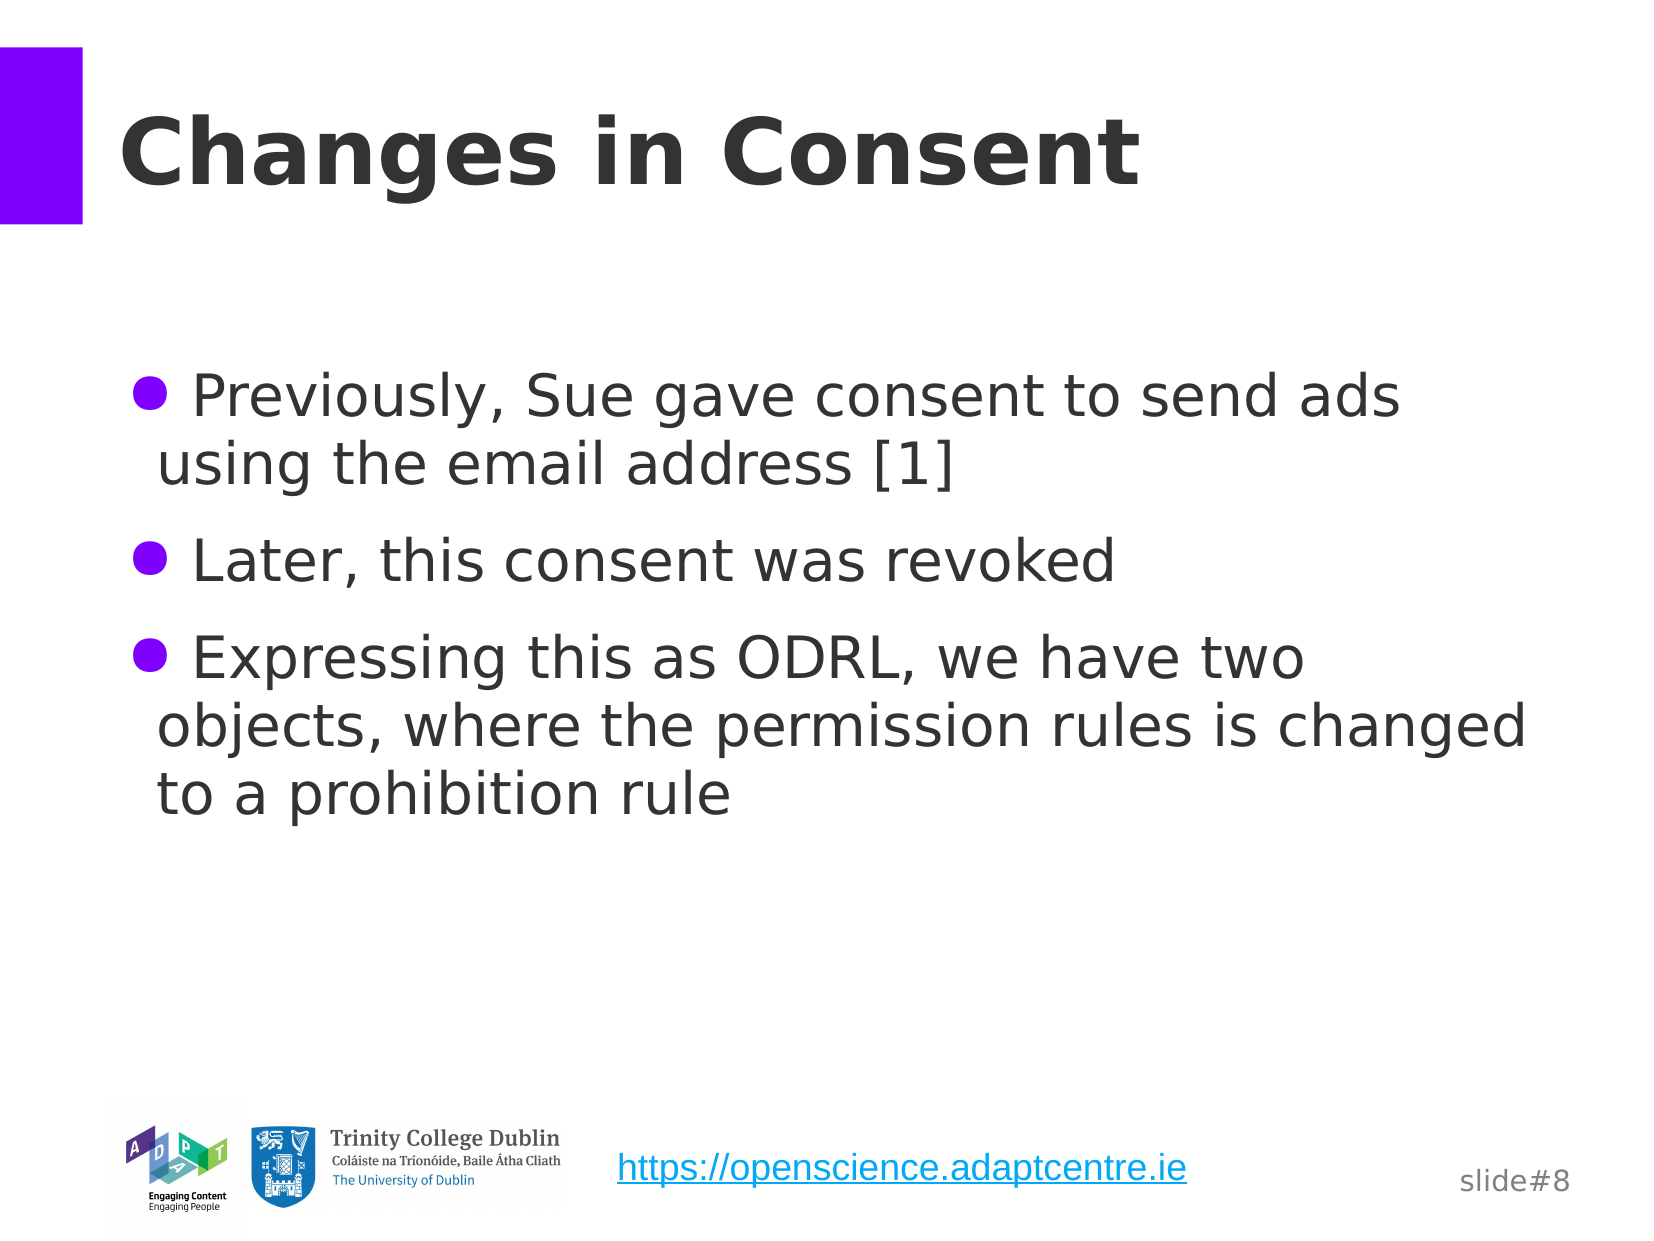 Changes in Consent
● Previously, Sue gave consent to send ads
using the email address [1]
● Later, this consent was revoked
● Expressing this as ODRL, we have two
objects, where the permission rules is changed
to a prohibition rule
ADAPT
Engaging Content
Engaging People
Trinity College Dublin
Coláiste na Tríonóide, Baile Átha Cliath
The University of Dublin
https://openscience.adaptcentre.ie
slide#8